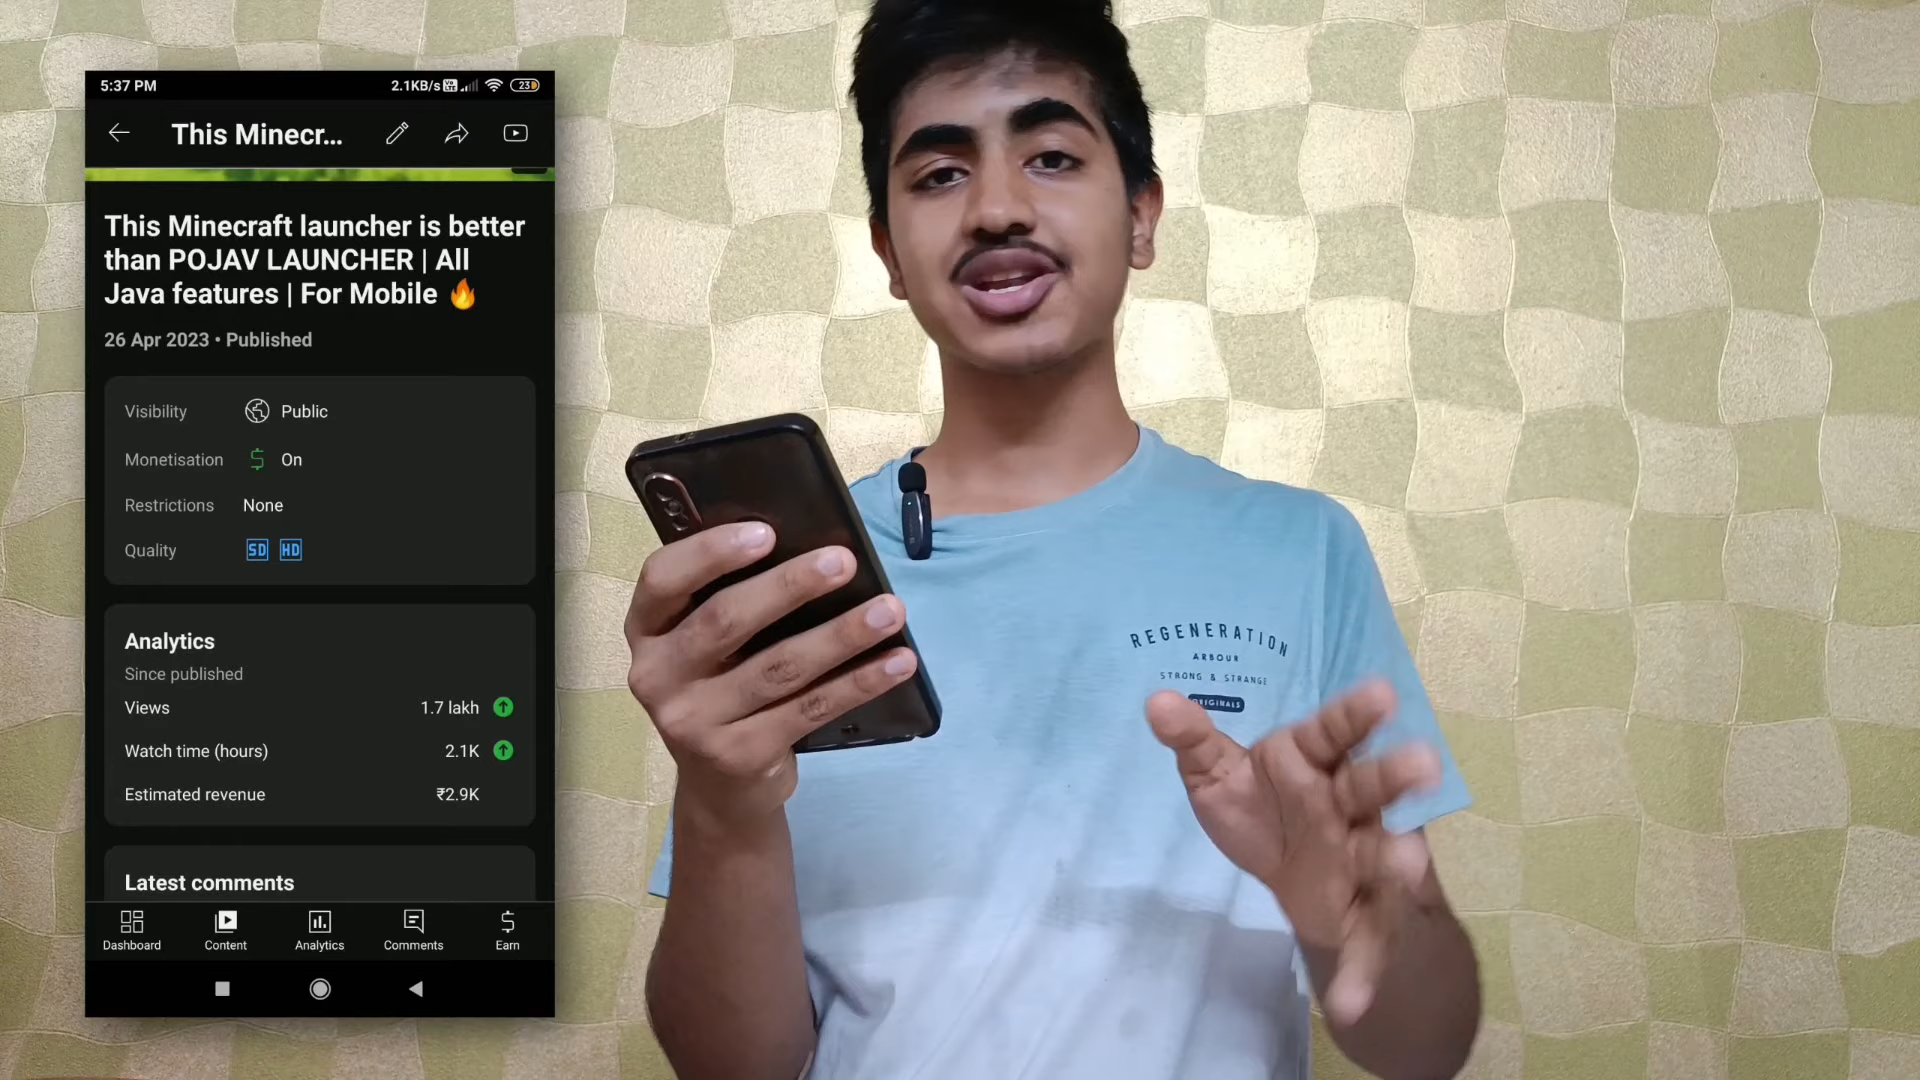 5:37 PM
2.1KB/s
23
This Minecr...
This Minecraft launcher is better
than POJAV LAUNCHER | All
Java features | For Mobile 🔥
26 Apr 2023 • Published
Visibility Public
Monetisation On
Restrictions None
Quality SD HD
Analytics
Since published
Views 1.7 lakh
Watch time (hours) 2.1K
Estimated revenue ₹2.9K
Latest comments
Dashboard Content Analytics Comments Earn
REGENERATION
ARBOUR
STRONG & STRANGE